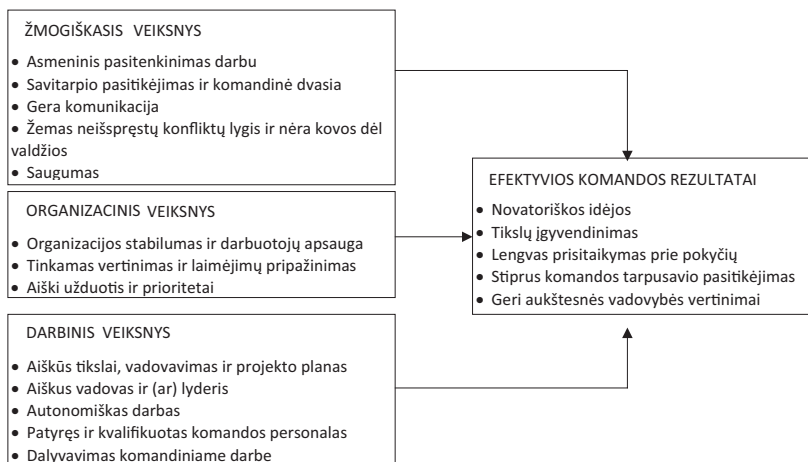 ŽMOGIŠKASIS VEIKSNYS
• Asmeninis pasitenkinimas darbu
• Savitarpio pasitikėjimas ir komandinė dvasia
• Gera komunikacija
• Žemas neišspręstų konfliktų lygis ir nėra kovos dėl
valdžios
• Saugumas
ORGANIZACINIS VEIKSNYS
• Organizacijos stabilumas ir darbuotojų apsauga
• Tinkamas vertinimas ir laimėjimų pripažinimas
• Aiški užduotis ir prioritetai
DARBINIS VEIKSNYS
• Aiškūs tikslai, vadovavimas ir projekto planas
• Aiškus vadovas ir (ar) lyderis
• Autonomiškas darbas
• Patyręs ir kvalifikuotas komandos personalas
• Dalyvavimas komandiniame darbe
EFEKTYVIOS KOMANDOS REZULTATAI
• Novatoriškos idėjos
• Tikslų įgyvendinimas
• Lengvas prisitaikymas prie pokyčių
• Stiprus komandos tarpusavio pasitikėjimas
• Geri aukštesnės vadovybės vertinimai